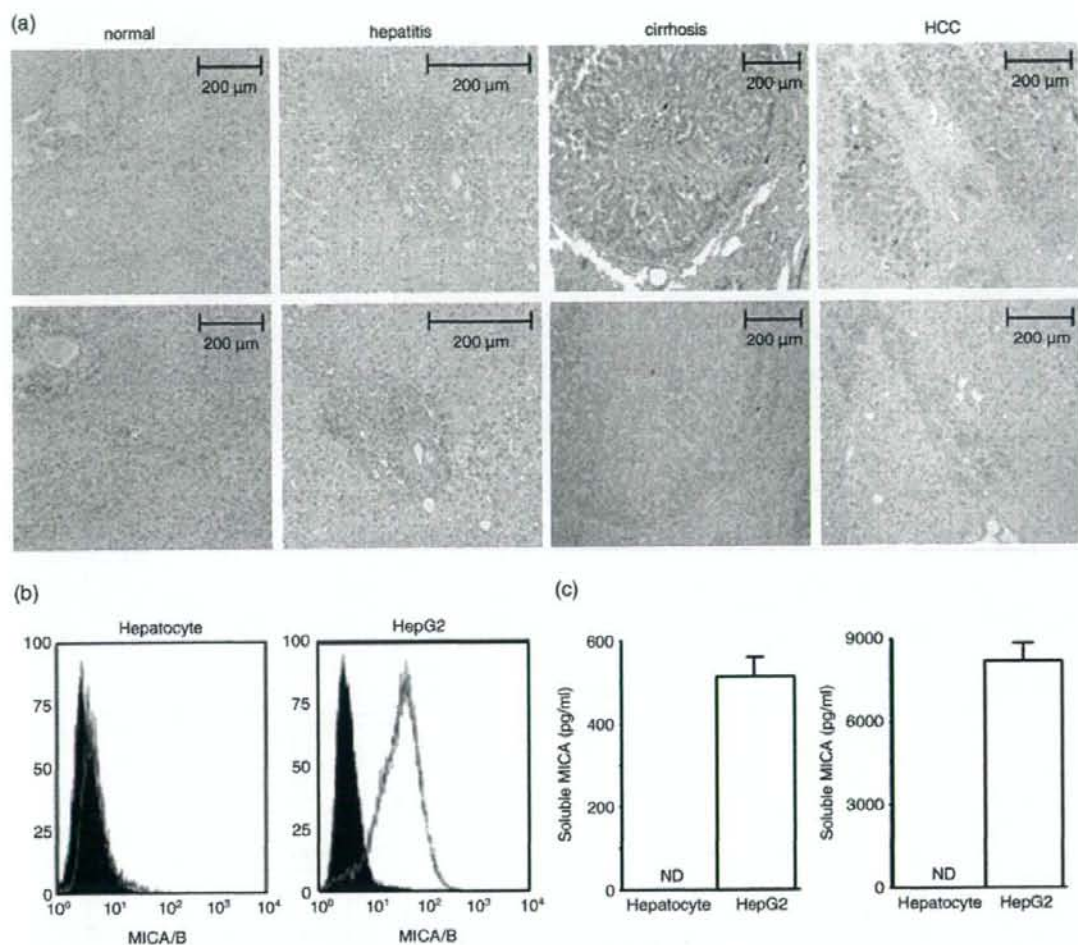 (a)
normal hepatitis cirrhosis HCC
200 µm 200 µm 200 µm 200 µm
200 µm 200 µm 200 µm 200 µm
(b)
Hepatocyte
100
75
50
25
0
10⁰ 10¹ 10² 10³ 10⁴
MICA/B
HepG2
100
75
50
25
0
10⁰ 10¹ 10² 10³ 10⁴
MICA/B
(c)
Soluble MICA (pg/ml)
600
400
200
0
ND
Hepatocyte HepG2
Soluble MICA (pg/ml)
9000
6000
3000
0
ND
Hepatocyte HepG2